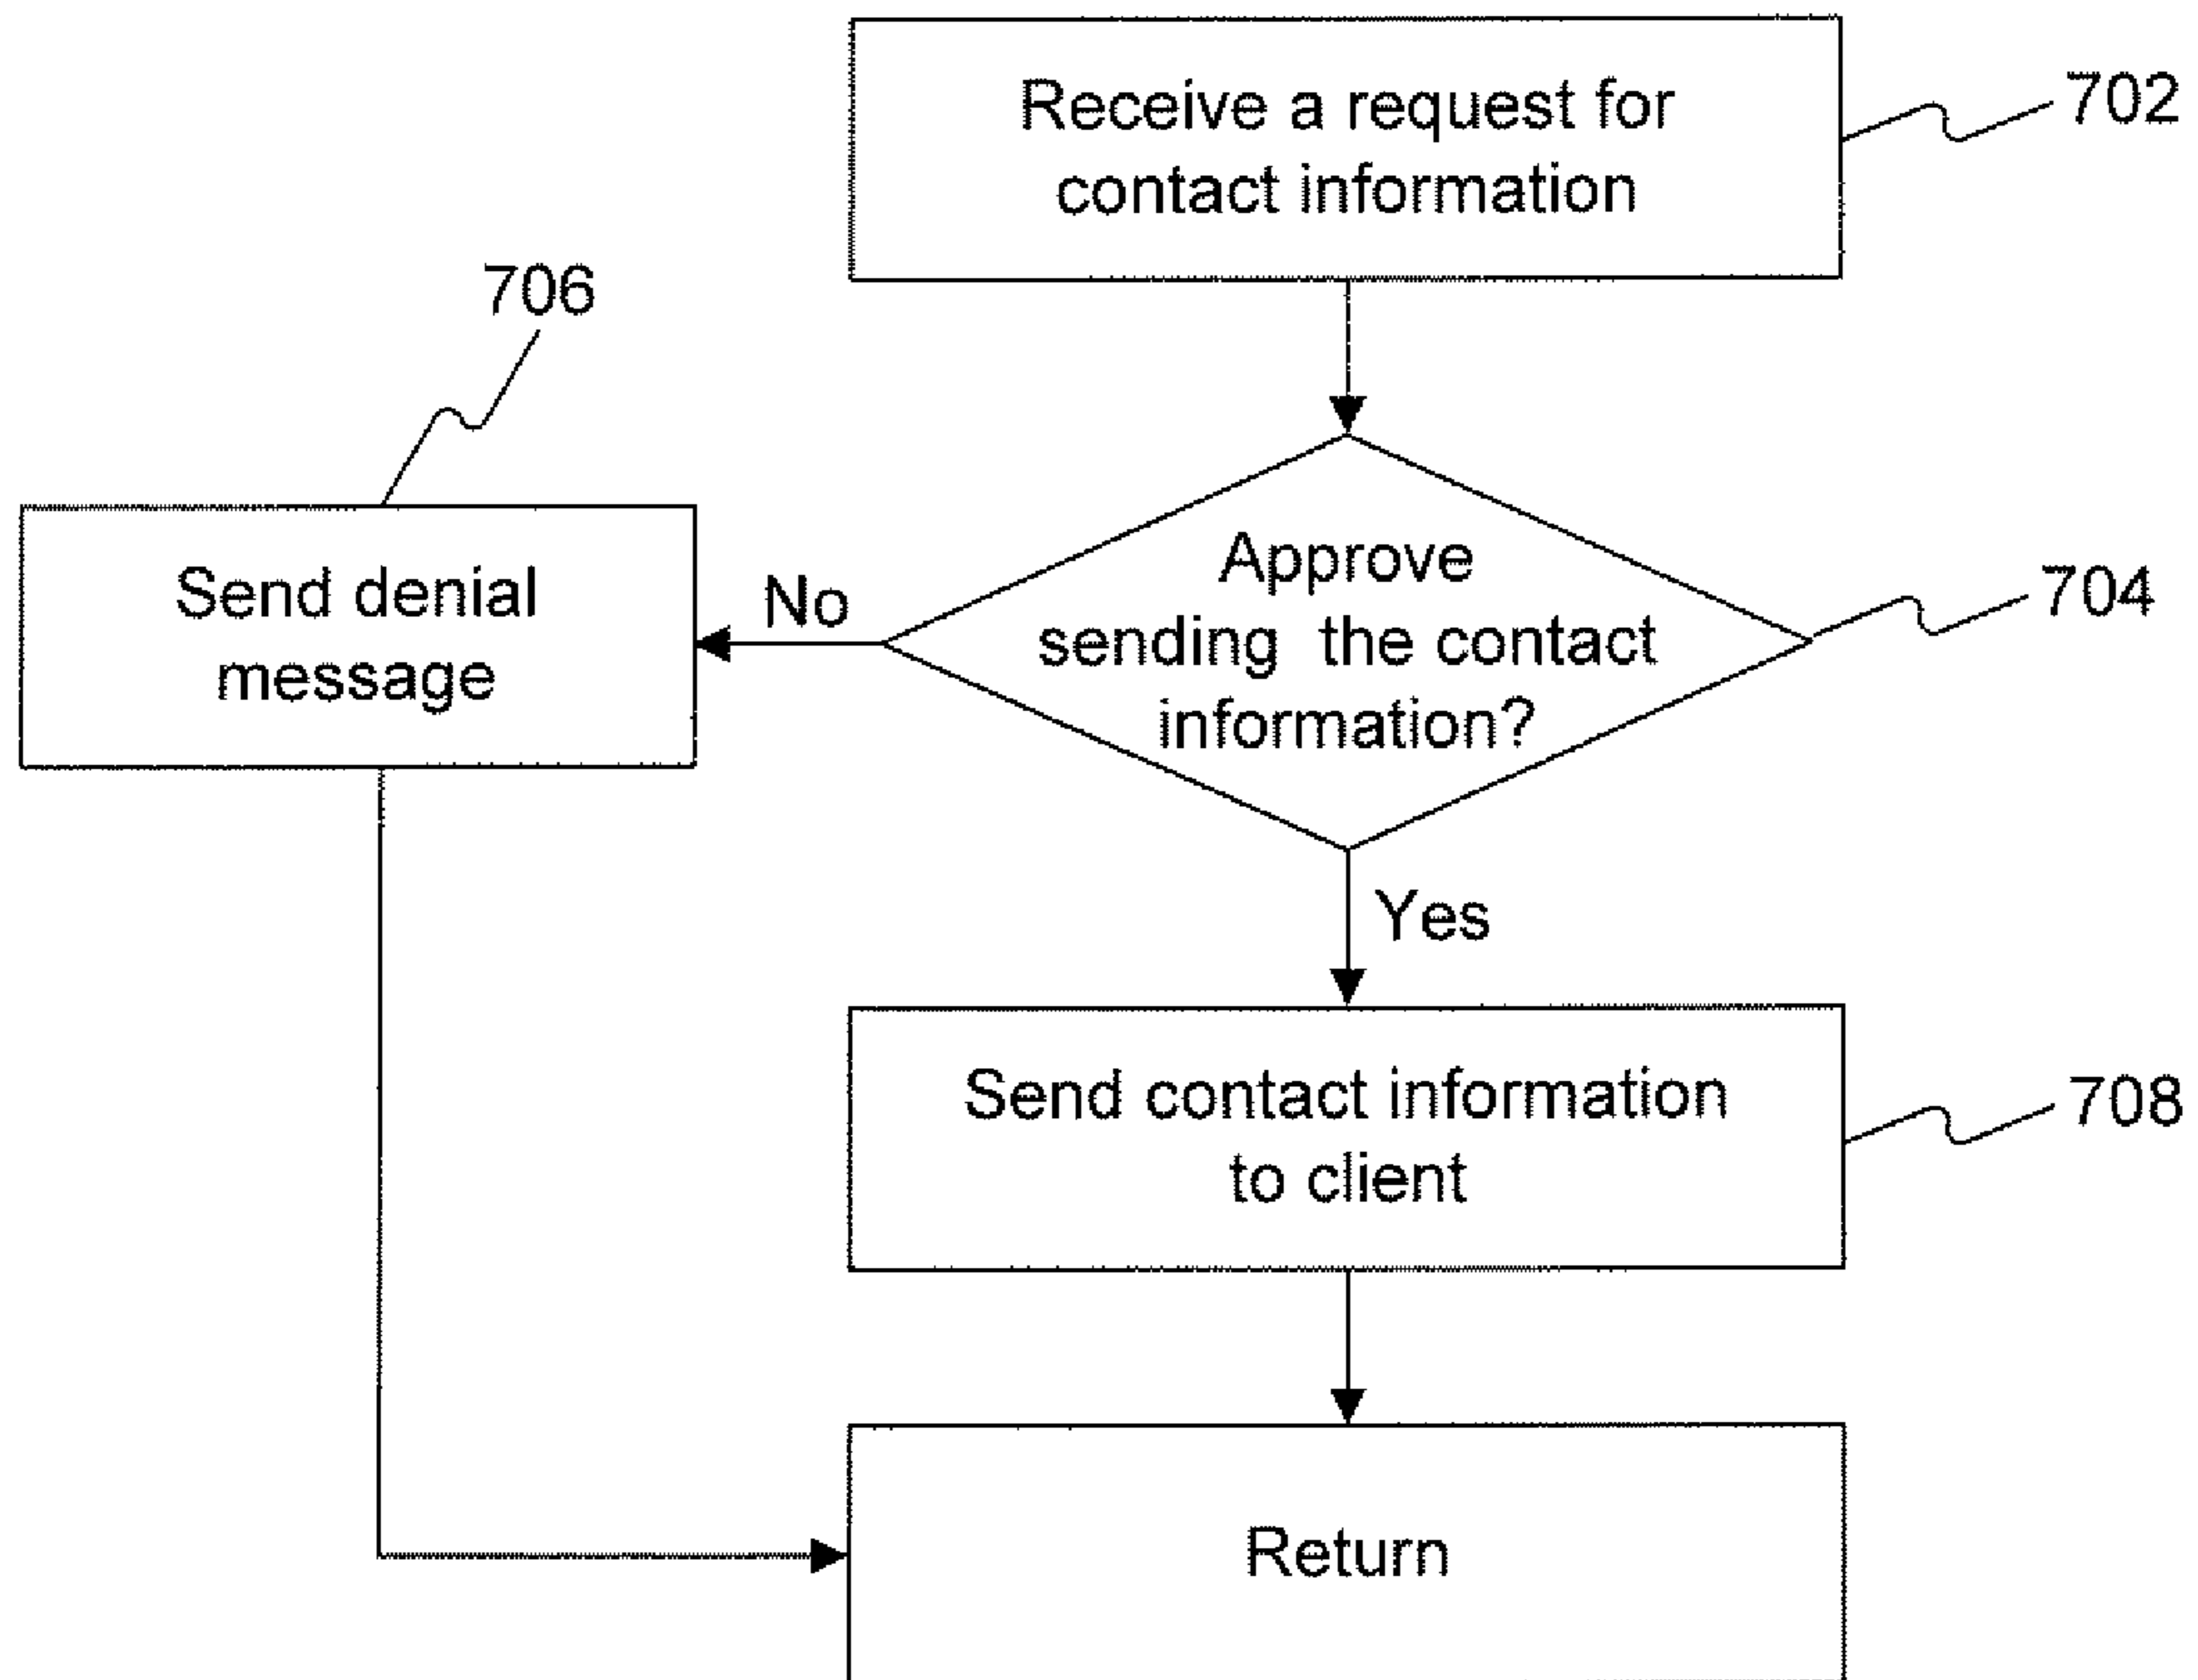 Receive a request for
contact information
702
706
Approve
sending the contact
information?
704
No
Send denial
message
Yes
Send contact information
to client
708
Return